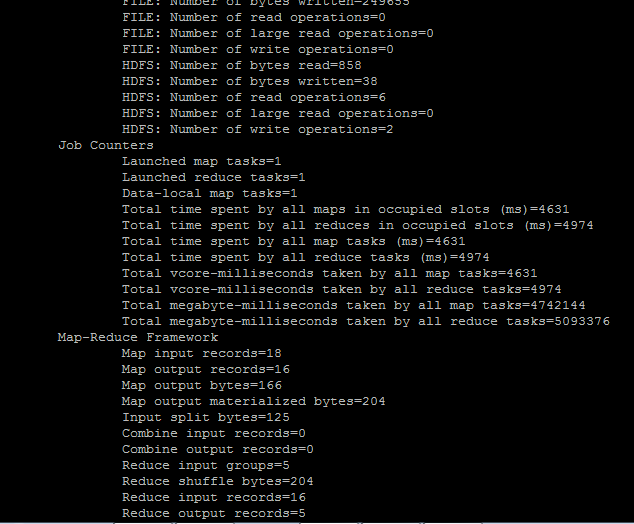 FILE: Number of bytes written=249655
FILE: Number of read operations=0
FILE: Number of large read operations=0
FILE: Number of write operations=0
HDFS: Number of bytes read=858
HDFS: Number of bytes written=38
HDFS: Number of read operations=6
HDFS: Number of large read operations=0
HDFS: Number of write operations=2
Job Counters
Launched map tasks=1
Launched reduce tasks=1
Data-local map tasks=1
Total time spent by all maps in occupied slots (ms)=4631
Total time spent by all reduces in occupied slots (ms)=4974
Total time spent by all map tasks (ms)=4631
Total time spent by all reduce tasks (ms)=4974
Total vcore-milliseconds taken by all map tasks=4631
Total vcore-milliseconds taken by all reduce tasks=4974
Total megabyte-milliseconds taken by all map tasks=4742144
Total megabyte-milliseconds taken by all reduce tasks=5093376
Map-Reduce Framework
Map input records=18
Map output records=16
Map output bytes=166
Map output materialized bytes=204
Input split bytes=125
Combine input records=0
Combine output records=0
Reduce input groups=5
Reduce shuffle bytes=204
Reduce input records=16
Reduce output records=5